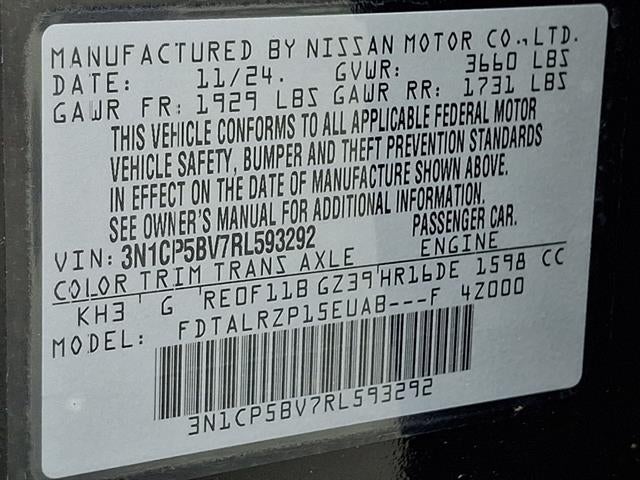 MANUFACTURED BY NISSAN MOTOR CO., LTD.
DATE: 11/24. GVWR: 3660 LBS
GAWR FR: 1929 LBS GAWR RR: 1731 LBS
THIS VEHICLE CONFORMS TO ALL APPLICABLE FEDERAL MOTOR
VEHICLE SAFETY, BUMPER AND THEFT PREVENTION STANDARDS
IN EFFECT ON THE DATE OF MANUFACTURE SHOWN ABOVE.
SEE OWNER'S MANUAL FOR ADDITIONAL INFORMATION.
VIN: 3N1CP5BV7RL593292 PASSENGER CAR.
COLOR TRIM TRANS AXLE ENGINE
KH3 G RE0F11B GZ39 HR16DE 1598 CC
MODEL: FDTALRZP15EUAB---F 42000
3N1CP5BV7RL593292